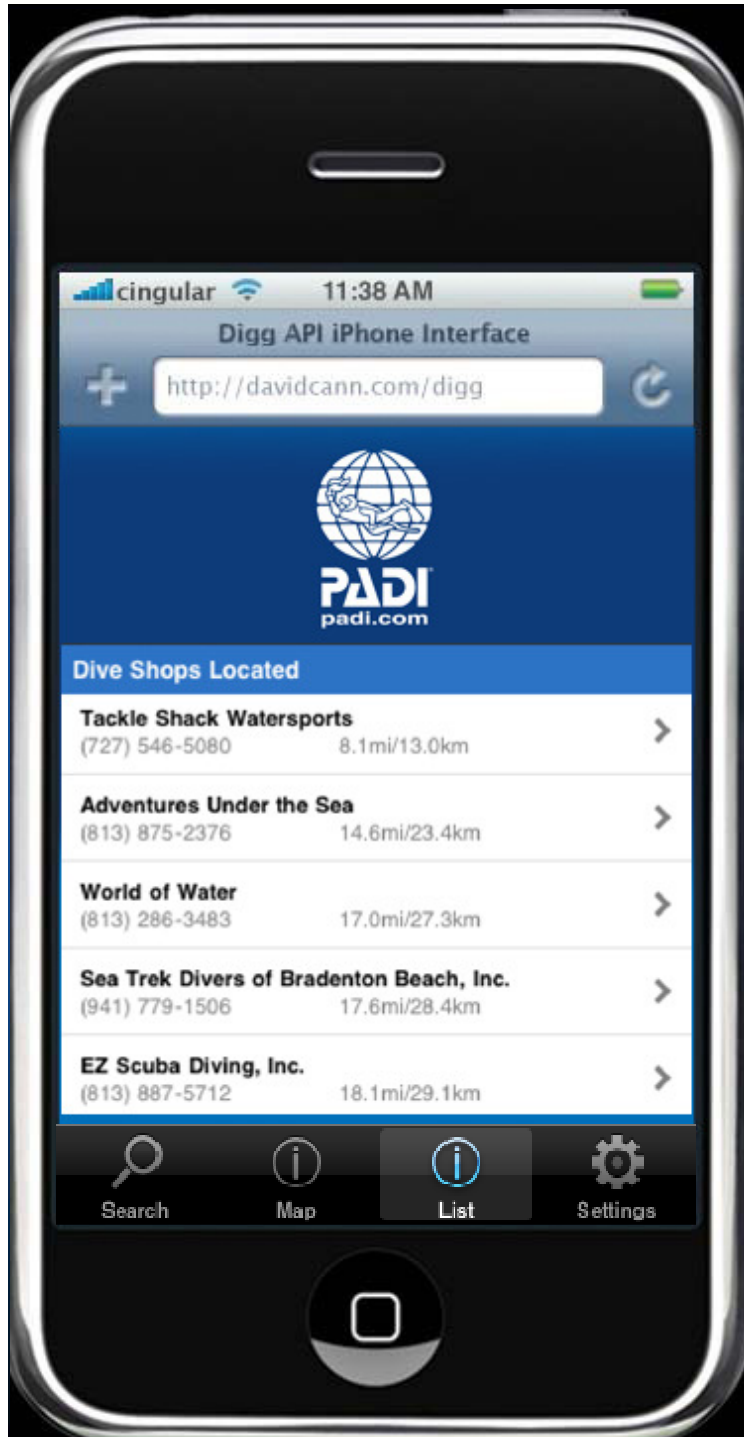 cingular 11:38 AM
Digg API iPhone Interface
http://davidcann.com/digg
PADI
padi.com
Dive Shops Located
Tackle Shack Watersports
(727) 546-5080 8.1mi/13.0km
Adventures Under the Sea
(813) 875-2376 14.6mi/23.4km
World of Water
(813) 286-3483 17.0mi/27.3km
Sea Trek Divers of Bradenton Beach, Inc.
(941) 779-1506 17.6mi/28.4km
EZ Scuba Diving, Inc.
(813) 887-5712 18.1mi/29.1km
Search Map List Settings